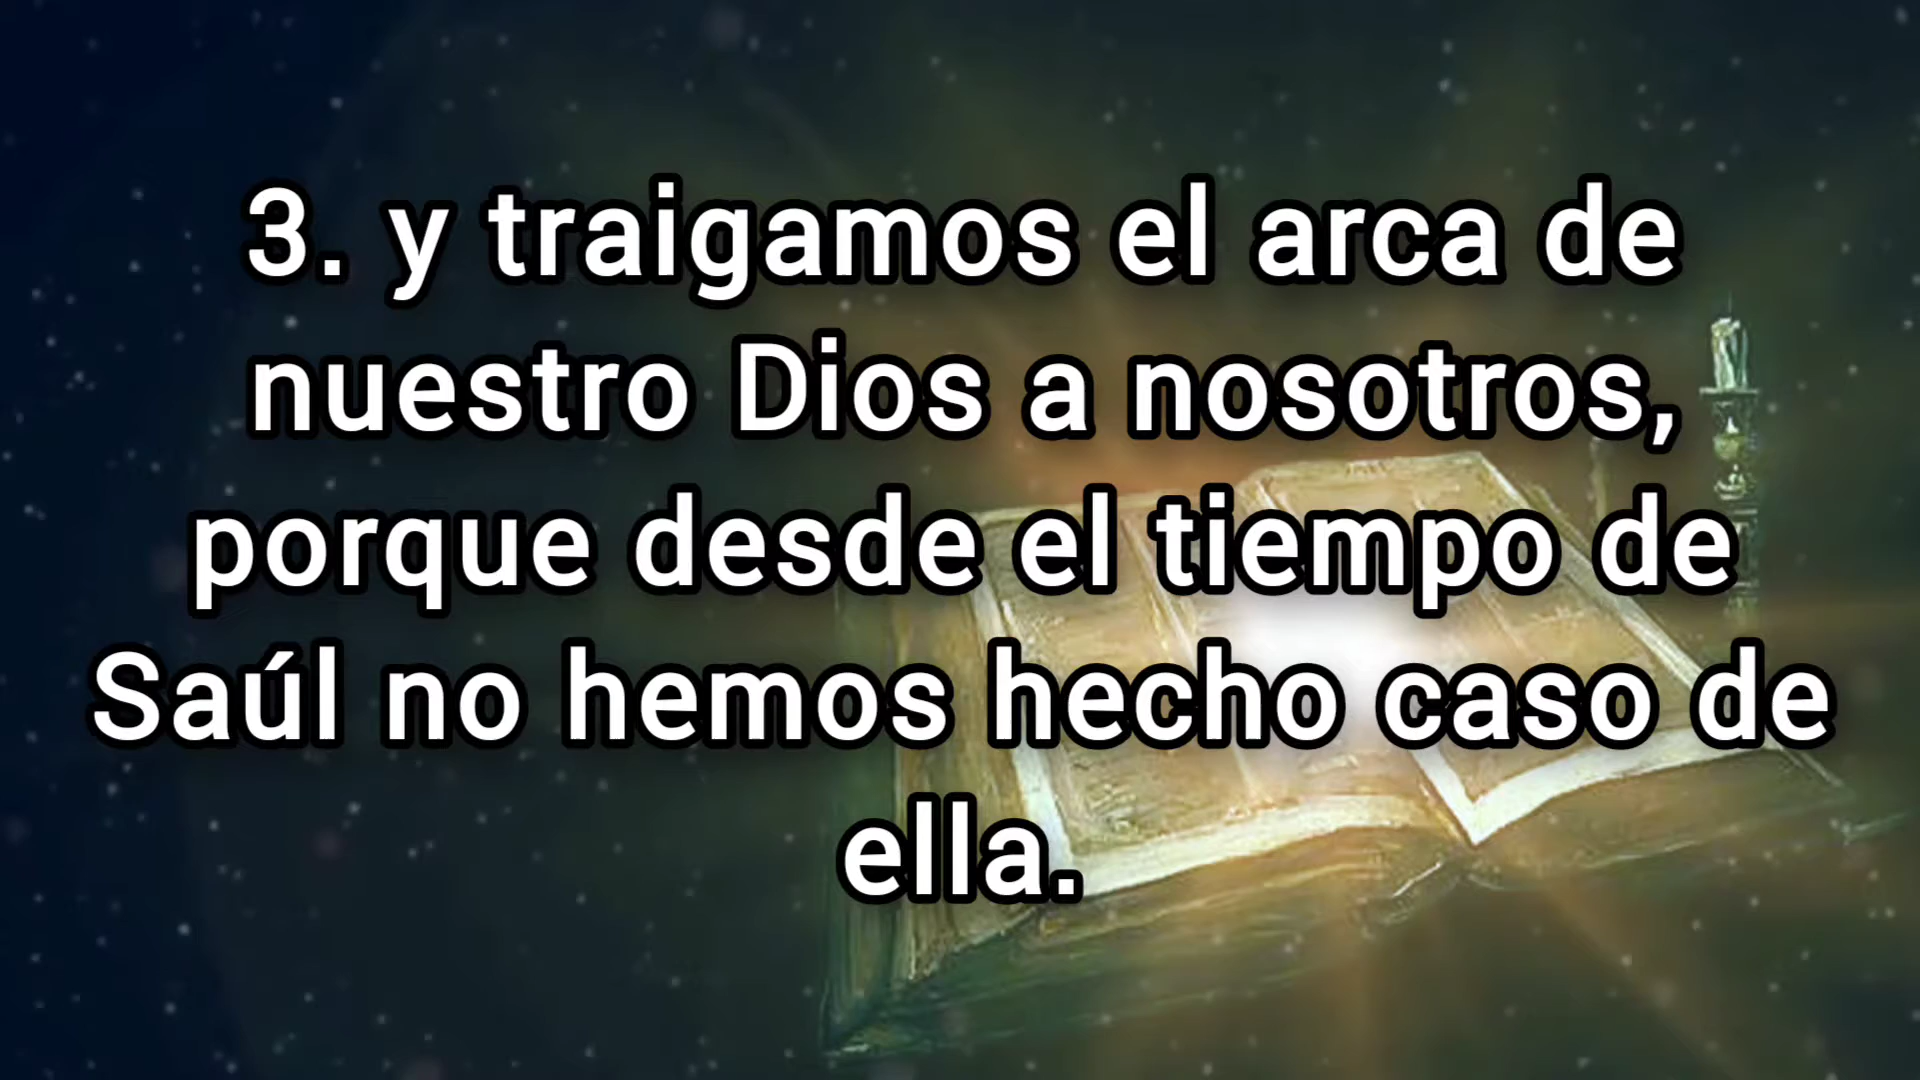 3. y traigamos el arca de
nuestro Dios a nosotros,
porque desde el tiempo de
Saúl no hemos hecho caso de
ella.